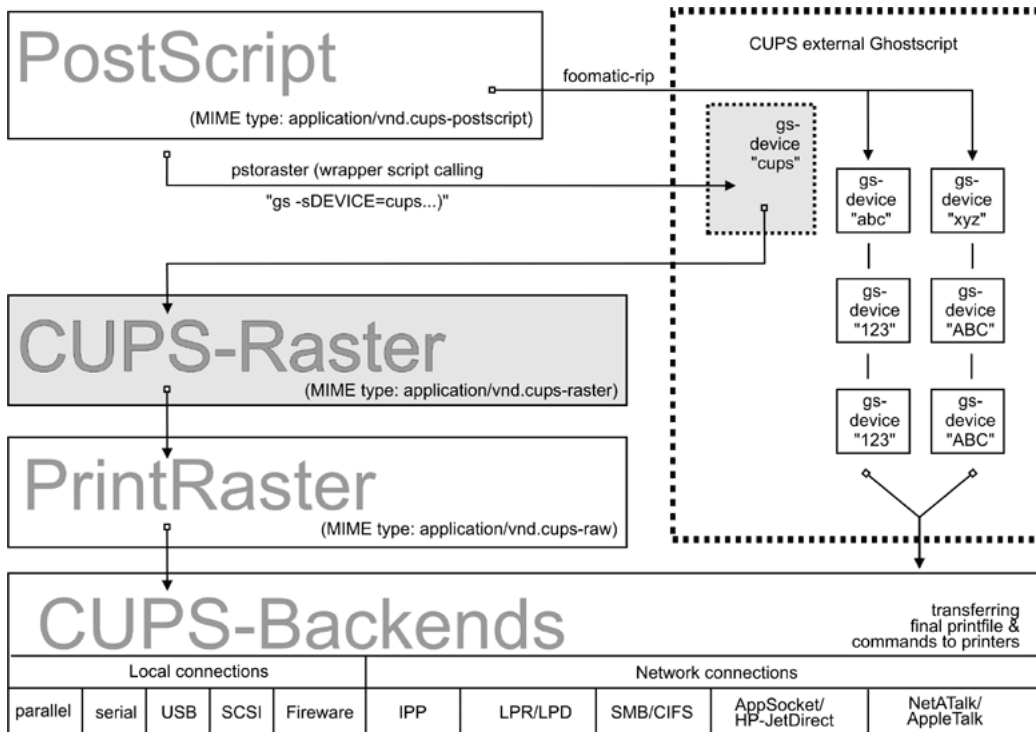 PostScript
(MIME type: application/vnd.cups-postscript)
CUPS external Ghostscript
foomatic-rip
gs-
device
"cups"
pstoraster (wrapper script calling
"gs -sDEVICE=cups...)"
gs-
device
"abc"
gs-
device
"xyz"
gs-
device
"123"
gs-
device
"ABC"
gs-
device
"123"
gs-
device
"ABC"
CUPS-Raster
(MIME type: application/vnd.cups-raster)
PrintRaster
(MIME type: application/vnd.cups-raw)
CUPS-Backends
transferring
final printfile &
commands to printers
Local connections
Network connections
parallel
serial
USB
SCSI
Fireware
IPP
LPR/LPD
SMB/CIFS
AppSocket/
HP-JetDirect
NetATalk/
AppleTalk